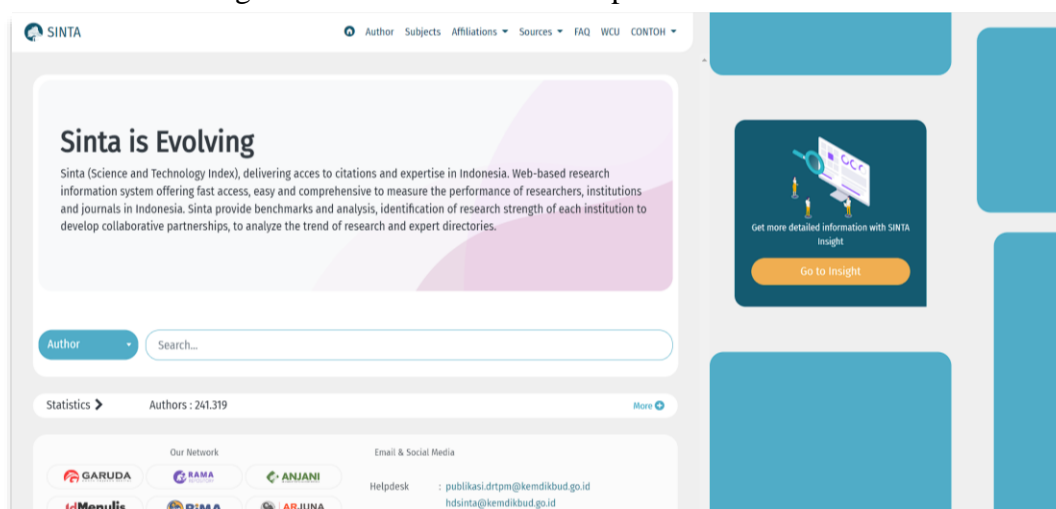 SINTA
Author Subjects Affiliations Sources FAQ WCU CONTOH
Sinta is Evolving
Sinta (Science and Technology Index), delivering acces to citations and expertise in Indonesia. Web-based research
information system offering fast access, easy and comprehensive to measure the performance of researchers, institutions
and journals in Indonesia. Sinta provide benchmarks and analysis, identification of research strength of each institution to
develop collaborative partnerships, to analyze the trend of research and expert directories.
Get more detailed information with SINTA
Insight
Go to Insight
Author
Search...
Statistics
Authors : 241.319
More
Our Network
Email & Social Media
GARUDA
RAMA
ANJANI
Helpdesk : publikasi.drtpm@kemdikbud.go.id
hdsinta@kemdikbud.go.id